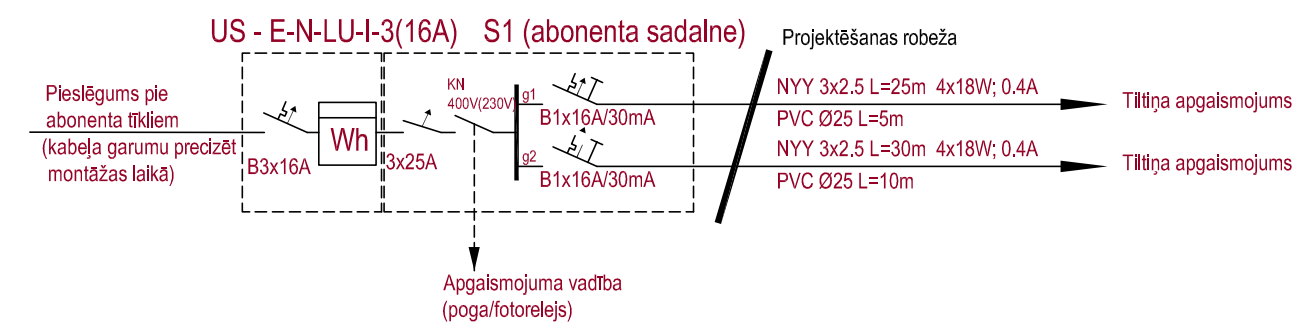 US - E-N-LU-I-3(16A)
S1 (abonenta sadalne)
Projektēšanas robeža
Pieslēgums pie
abonenta tīkliem
(kabeļa garumu precizēt
montāžas laikā)
B3x16A
Wh
3x25A
KN
400V(230V)
g1
B1x16A/30mA
g2
B1x16A/30mA
NYY 3x2.5 L=25m 4x18W; 0.4A
PVC Ø25 L=5m
Tiltiņa apgaismojums
NYY 3x2.5 L=30m 4x18W; 0.4A
PVC Ø25 L=10m
Tiltiņa apgaismojums
Apgaismojuma vadība
(poga/fotorelejs)